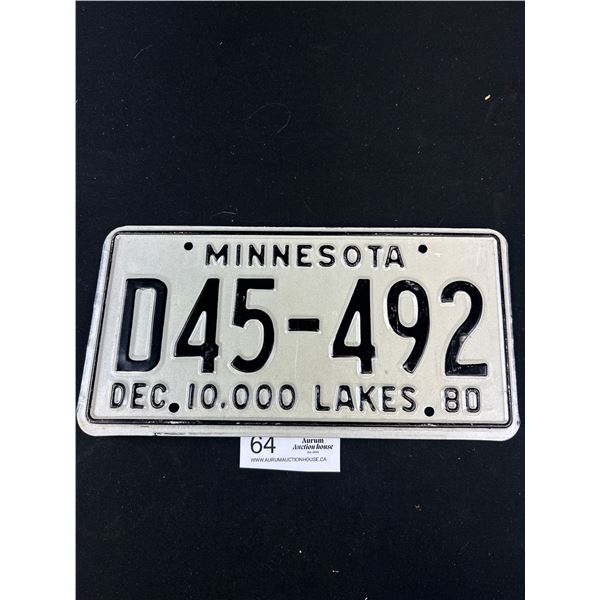 MINNESOTA
D45-492
DEC. 10,000 LAKES 80
64 Aurum
Auction house
WWW.AURUMAUCTIONHOUSE.CA